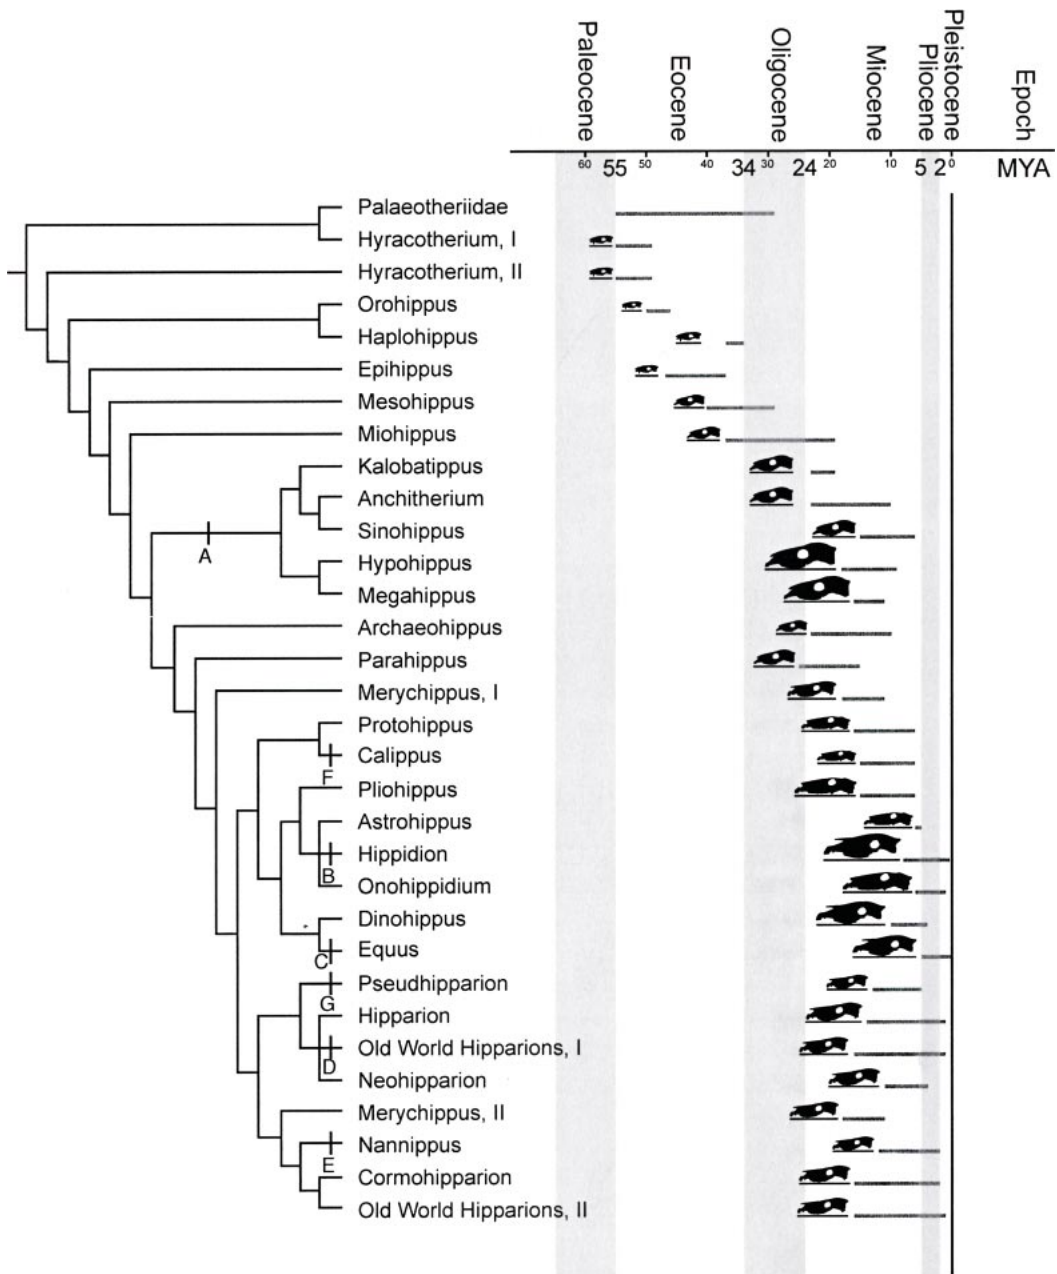 Paleocene
Eocene
Oligocene
Miocene
Pliocene
Pleistocene
Epoch
60 55 50 40 34 30 24 20 10 5 2 0 MYA
Palaeotheriidae
Hyracotherium, I
Hyracotherium, II
Orohippus
Haplohippus
Epihippus
Mesohippus
Miohippus
Kalobatippus
Anchitherium
Sinohippus
A
Hypohippus
Megahippus
Archaeohippus
Parahippus
Merychippus, I
Protohippus
Calippus
F
Pliohippus
Astrohippus
Hippidion
B
Onohippidium
Dinohippus
Equus
C
Pseudhipparion
G
Hipparion
Old World Hipparions, I
D
Neohipparion
Merychippus, II
Nannippus
E
Cormohipparion
Old World Hipparions, II